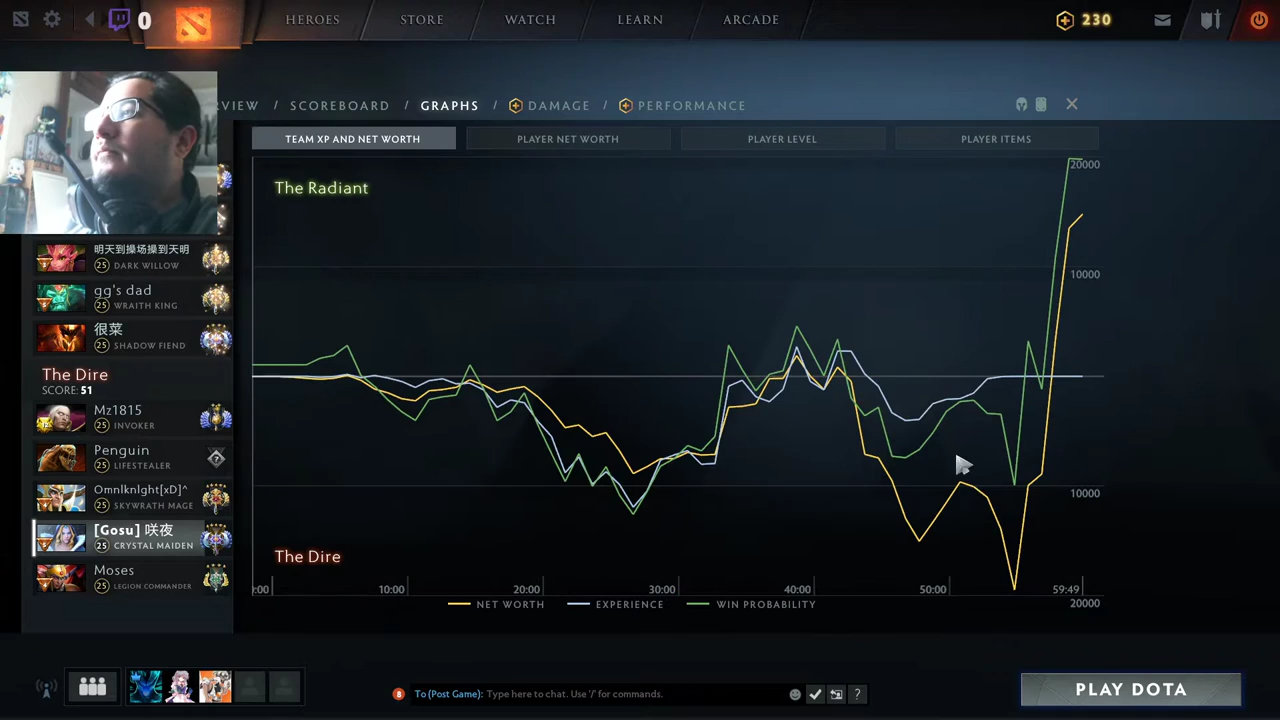 0
HEROES
STORE
WATCH
LEARN
ARCADE
230
VIEW / SCOREBOARD / GRAPHS / DAMAGE / PERFORMANCE
TEAM XP AND NET WORTH
PLAYER NET WORTH
PLAYER LEVEL
PLAYER ITEMS
The Radiant
20000
10000
10000
20000
The Dire
:00
10:00
20:00
30:00
40:00
50:00
59:49
NET WORTH
EXPERIENCE
WIN PROBABILITY
明天到操场操到天明
25 DARK WILLOW
gg's dad
25 WRAITH KING
很菜
25 SHADOW FIEND
The Dire
SCORE: 51
Mz1815
25 INVOKER
Penguin
25 LIFESTEALER
?
Omnlknlght[xD]^
25 SKYWRATH MAGE
[Gosu] 咲夜
25 CRYSTAL MAIDEN
Moses
25 LEGION COMMANDER
8
To (Post Game): Type here to chat. Use '/' for commands.
?
PLAY DOTA